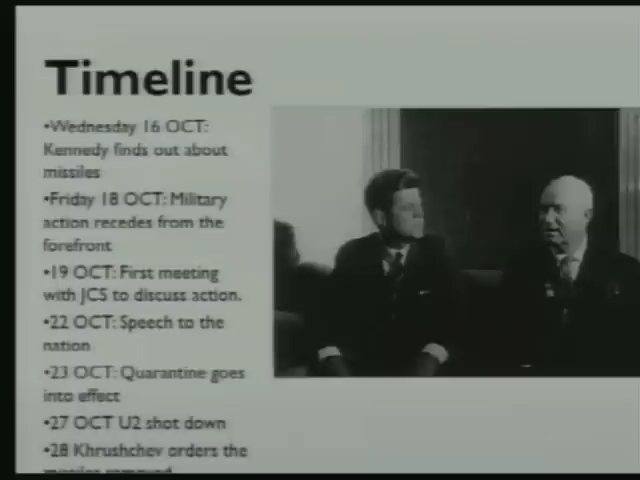 Timeline
•Wednesday 16 OCT:
Kennedy finds out about
missiles
•Friday 18 OCT: Military
action recedes from the
forefront
•19 OCT: First meeting
with JCS to discuss action.
•22 OCT: Speech to the
nation
•23 OCT: Quarantine goes
into effect
•27 OCT U2 shot down
•28 Khrushchev orders the
missiles removed